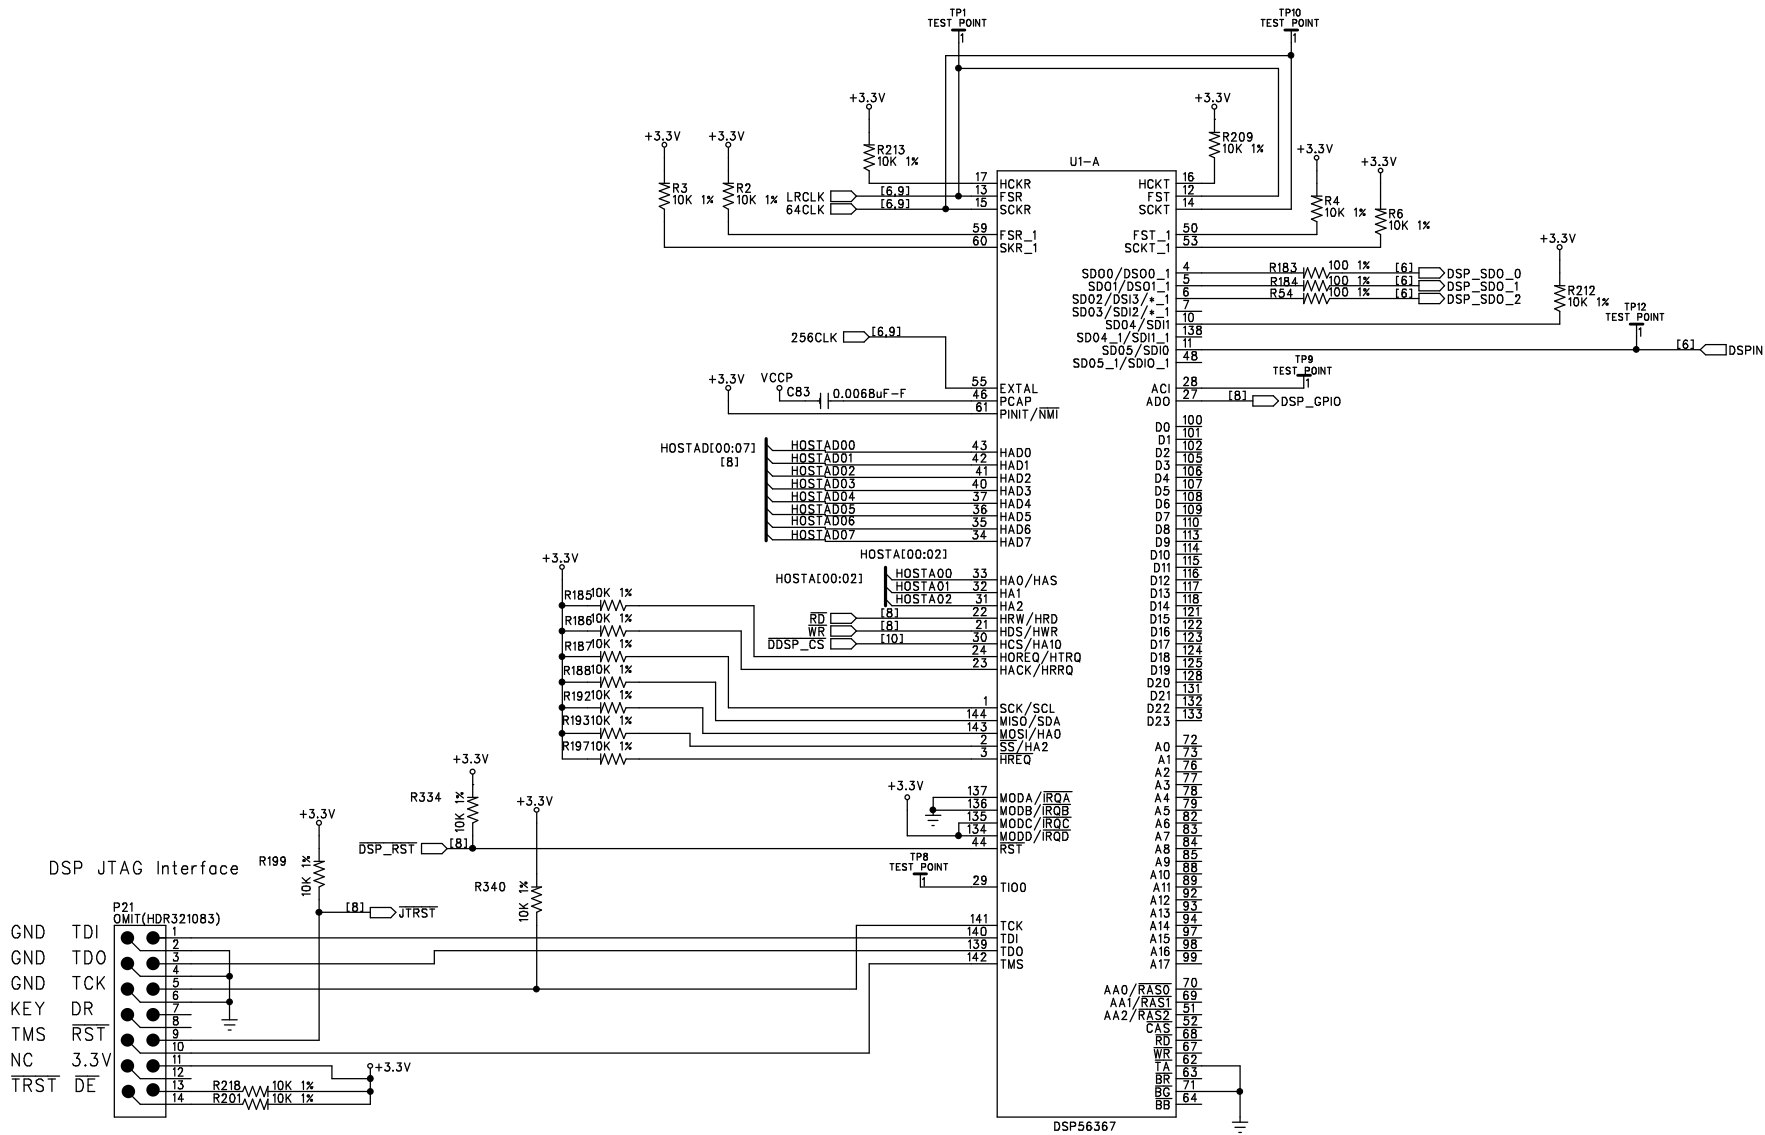 TP1
TEST POINT
1
TP10
TEST POINT
1
+3.3V
R213
10K 1%
+3.3V
R209
10K 1%
+3.3V
R3
10K 1%
+3.3V
R2
10K 1%
+3.3V
R4
10K 1%
+3.3V
R6
10K 1%
U1-A
LRCLK [6,9]
64CLK [6,9]
17 HCKR
13 FSR
15 SCKR
59 FSR_1
60 SKR_1
HCKT 16
FST 12
SCKT 14
FST_1 50
SCKT_1 53
+3.3V
R212
10K 1%
SDO0/DSO0_1 4 R183 100 1% [6] DSP_SDO_0
SDO1/DSO1_1 5 R184 100 1% [6] DSP_SDO_1
SDO2/DSI3/*_1 6 R54 100 1% [6] DSP_SDO_2
SDO3/SDI2/*_1 7
SDO4/SDI1 10
SDO4_1/SDI1_1 138
SDO5/SDI0 11
SDO5_1/SDIO_1 48
TP12
TEST POINT
1
[6] DSPIN
256CLK [6,9]
+3.3V
VCCP
C83 0.0068uF-F
55 EXTAL
46 PCAP
61 PINIT/NMI
TP9
TEST POINT
1
ACI 28
ADO 27 [8] DSP_GPIO
HOSTAD[00:07]
[8]
HOSTAD00 43 HAD0
HOSTAD01 42 HAD1
HOSTAD02 41 HAD2
HOSTAD03 40 HAD3
HOSTAD04 37 HAD4
HOSTAD05 36 HAD5
HOSTAD06 35 HAD6
HOSTAD07 34 HAD7
HOSTA[00:02]
HOSTA[00:02]
HOSTA00 33 HA0/HAS
HOSTA01 32 HA1
HOSTA02 31 HA2
RD [8] 22 HRW/HRD
WR [8] 21 HDS/HWR
DDSP_CS [10] 30 HCS/HA10
24 HOREQ/HTRQ
23 HACK/HRRQ
+3.3V
R185 10K 1%
R186 10K 1%
R187 10K 1%
R188 10K 1%
R192 10K 1%
R193 10K 1%
R197 10K 1%
1 SCK/SCL
144 MISO/SDA
143 MOSI/HA0
2 SS/HA2
3 HREQ
D0 100
D1 101
D2 102
D3 105
D4 106
D5 107
D6 108
D7 109
D8 110
D9 113
D10 114
D11 115
D12 116
D13 117
D14 118
D15 121
D16 122
D17 123
D18 124
D19 125
D20 128
D21 131
D22 132
D23 133
+3.3V
R334
10K 1%
+3.3V
+3.3V
137 MODA/IRQA
136 MODB/IRQB
135 MODC/IRQC
134 MODD/IRQD
DSP_RST [8] 44 RST
+3.3V
R199
10K 1%
R340
10K 1%
TP8
TEST POINT
1
29 TIO0
[8] JTRST
141 TCK
140 TDI
139 TDO
142 TMS
A0 72
A1 73
A2 76
A3 77
A4 78
A5 79
A6 82
A7 83
A8 84
A9 85
A10 88
A11 89
A12 92
A13 93
A14 94
A15 97
A16 98
A17 99
AA0/RAS0 70
AA1/RAS1 69
AA2/RAS2 51
CAS 52
RD 68
WR 67
TA 62
BR 63
BG 71
BB 64
DSP56367
DSP JTAG Interface
P21
OMIT(HDR321083)
GND TDI 1
2
GND TDO 3
4
GND TCK 5
6
KEY DR 7
8
TMS RST 9
10
NC 3.3V 11
12
TRST DE 13
14
R218 10K 1%
R201 10K 1%
+3.3V